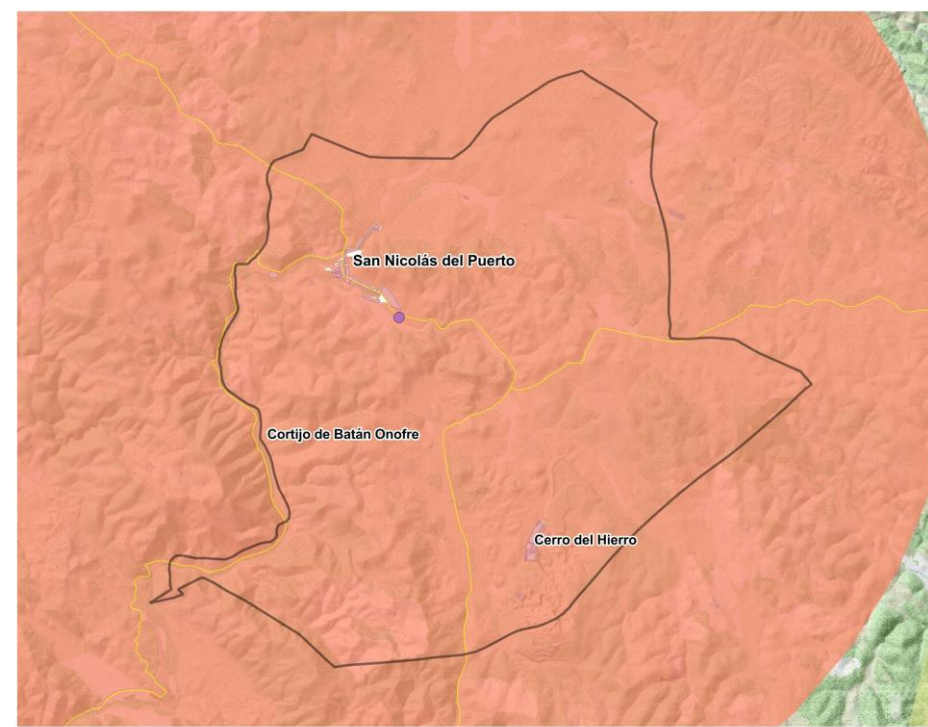 San Nicolás del Puerto
Cortijo de Batán Onofre
Cerro del Hierro